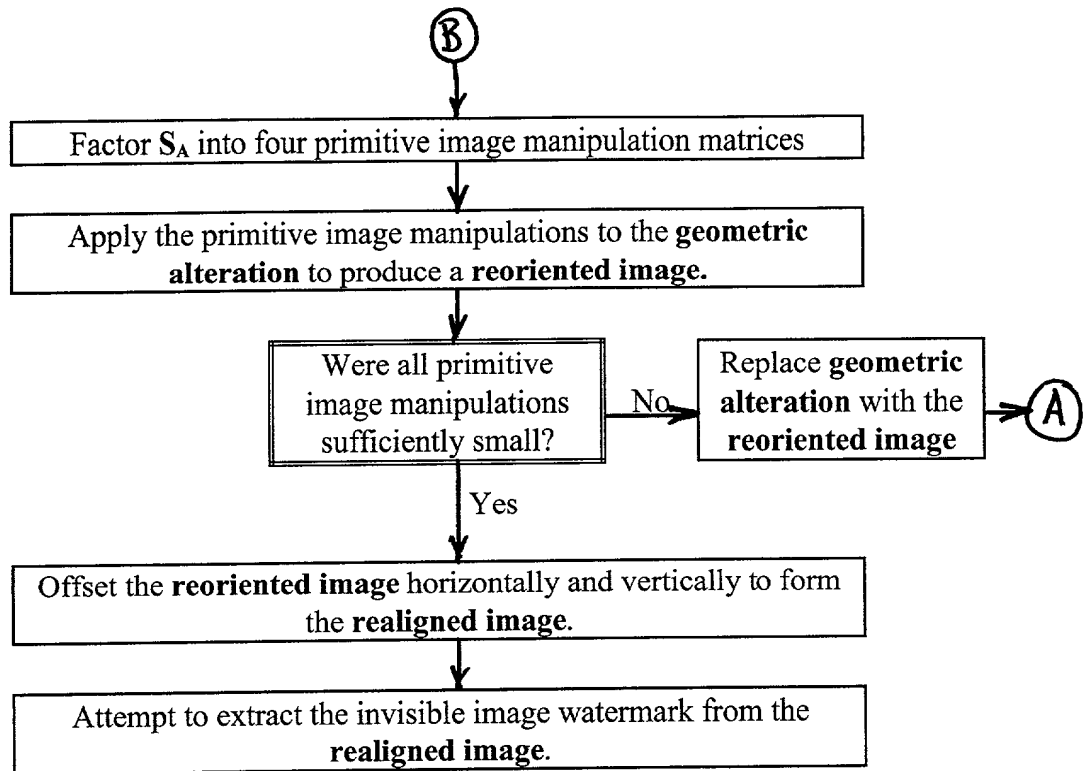 B
Factor S_A into four primitive image manipulation matrices
Apply the primitive image manipulations to the geometric
alteration to produce a reoriented image.
Were all primitive
image manipulations
sufficiently small?
No
Replace geometric
alteration with the
reoriented image
A
Yes
Offset the reoriented image horizontally and vertically to form
the realigned image.
Attempt to extract the invisible image watermark from the
realigned image.